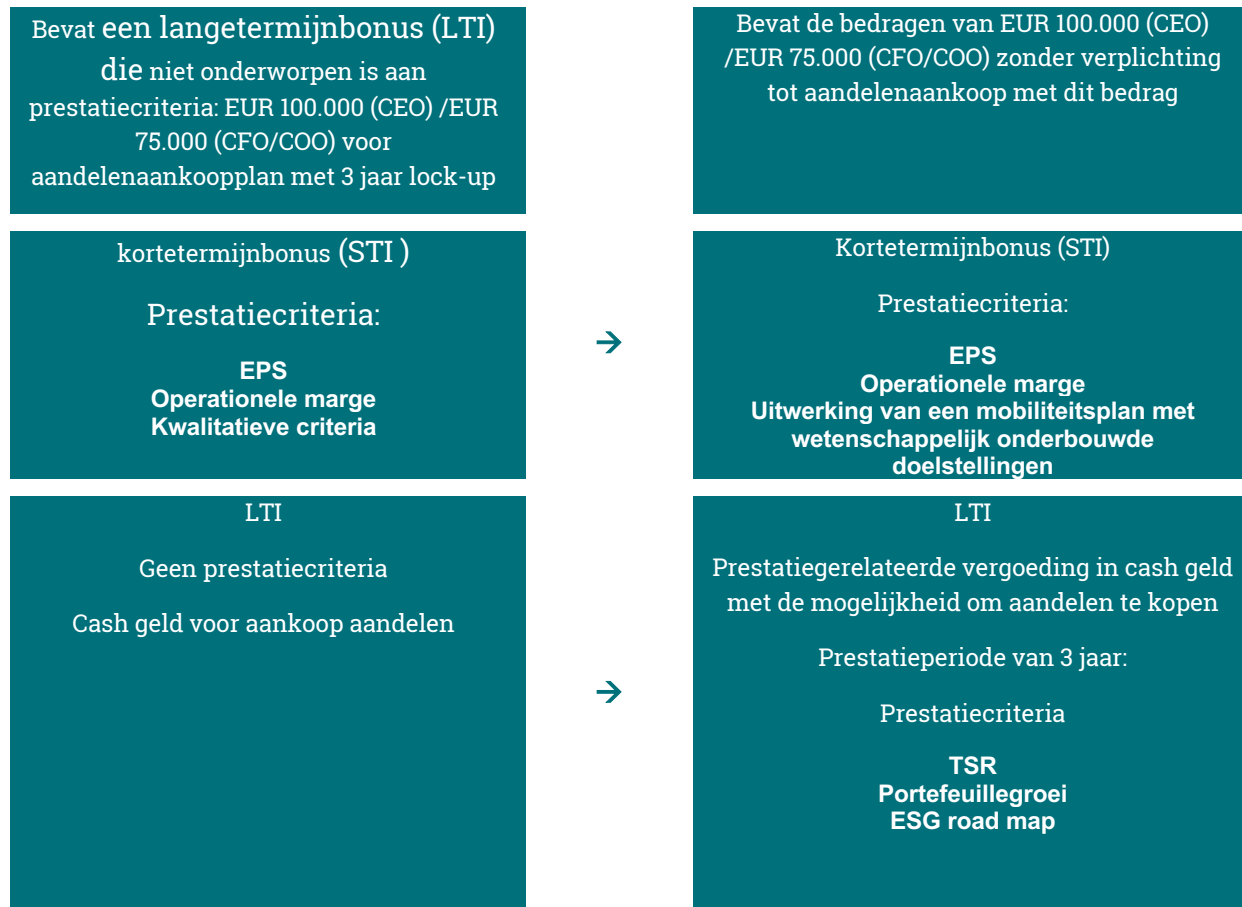 Bevat een langetermijnbonus (LTI)
die niet onderworpen is aan
prestatiecriteria: EUR 100.000 (CEO) /EUR
75.000 (CFO/COO) voor
aandelenaankoopplan met 3 jaar lock-up
Bevat de bedragen van EUR 100.000 (CEO)
/EUR 75.000 (CFO/COO) zonder verplichting
tot aandelenaankoop met dit bedrag
kortetermijnbonus (STI )
Prestatiecriteria:
EPS
Operationele marge
Kwalitatieve criteria
→
Kortetermijnbonus (STI)
Prestatiecriteria:
EPS
Operationele marge
Uitwerking van een mobiliteitsplan met
wetenschappelijk onderbouwde
doelstellingen
LTI
Geen prestatiecriteria
Cash geld voor aankoop aandelen
→
LTI
Prestatiegerelateerde vergoeding in cash geld
met de mogelijkheid om aandelen te kopen
Prestatieperiode van 3 jaar:
Prestatiecriteria
TSR
Portefeuillegroei
ESG road map